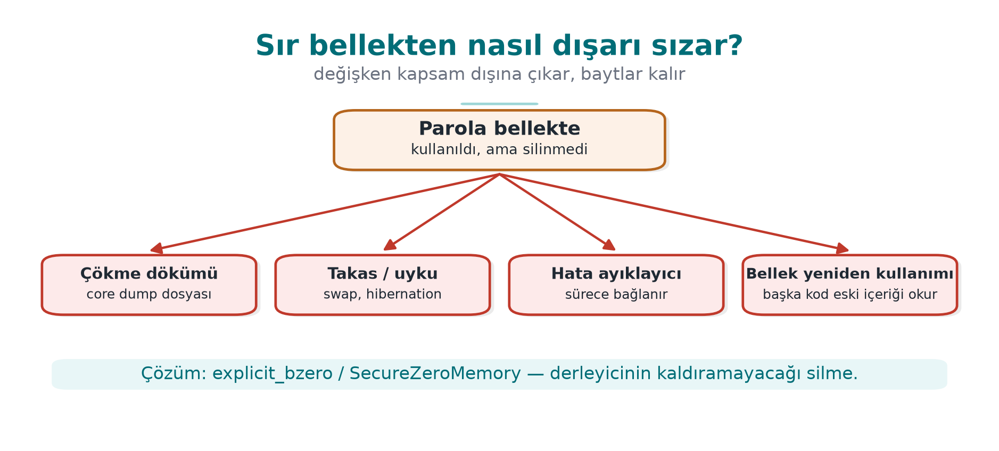 Sır bellekten nasıl dışarı sızar?
değişken kapsam dışına çıkar, baytlar kalır
Parola bellekte
kullanıldı, ama silinmedi
Çökme dökümü
core dump dosyası
Takas / uyku
swap, hibernation
Hata ayıklayıcı
sürece bağlanır
Bellek yeniden kullanımı
başka kod eski içeriği okur
Çözüm: explicit_bzero / SecureZeroMemory — derleyicinin kaldıramayacağı silme.